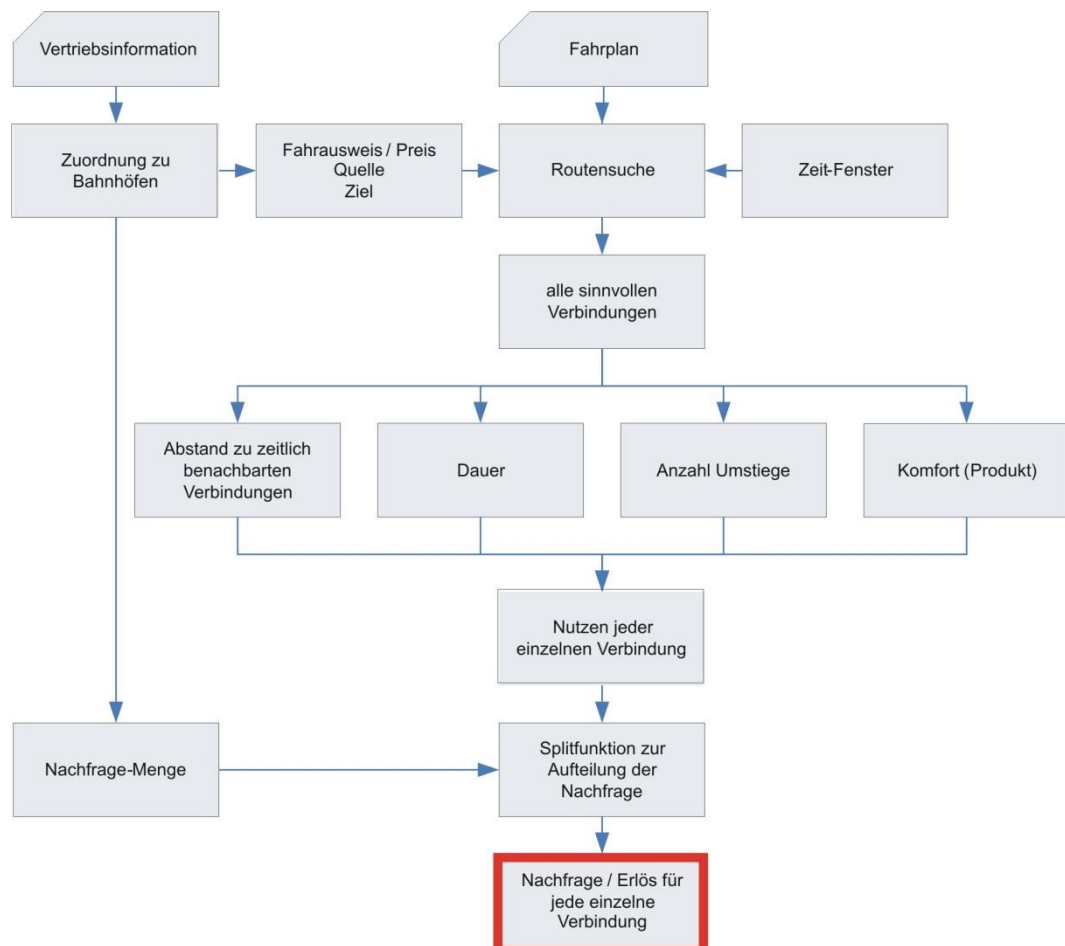 Vertriebsinformation
Fahrplan
Zuordnung zu
Bahnhöfen
Fahrausweis / Preis
Quelle
Ziel
Routensuche
Zeit-Fenster
alle sinnvollen
Verbindungen
Abstand zu zeitlich
benachbarten
Verbindungen
Dauer
Anzahl Umstiege
Komfort (Produkt)
Nutzen jeder
einzelnen Verbindung
Nachfrage-Menge
Splitfunktion zur
Aufteilung der
Nachfrage
Nachfrage / Erlös für
jede einzelne
Verbindung